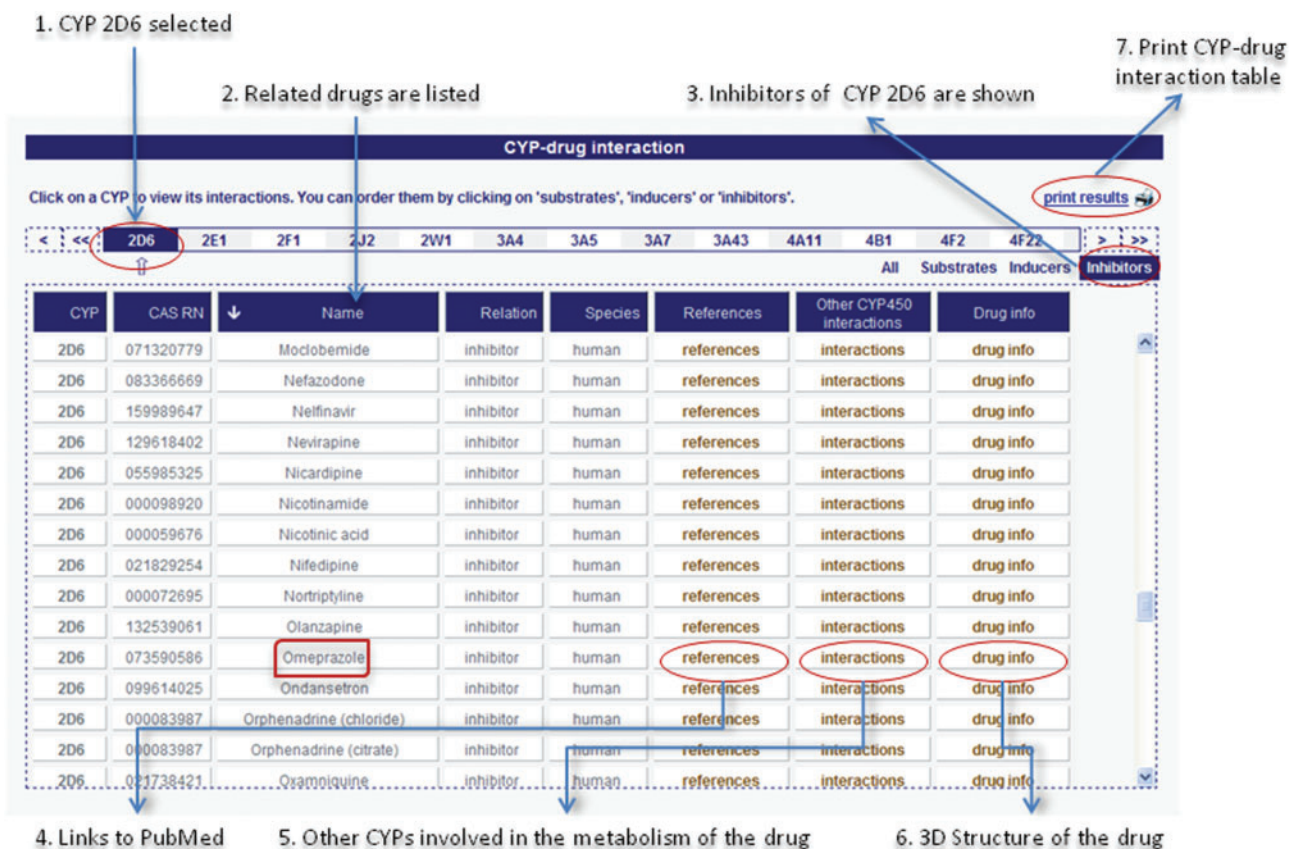 1. CYP 2D6 selected
7. Print CYP-drug
interaction table
2. Related drugs are listed
3. Inhibitors of CYP 2D6 are shown
CYP-drug interaction
Click on a CYP to view its interactions. You can order them by clicking on 'substrates', 'inducers' or 'inhibitors'.
print results
< << 2D6 2E1 2F1 2J2 2W1 3A4 3A5 3A7 3A43 4A11 4B1 4F2 4F22 > >>
All Substrates Inducers Inhibitors
CYP CAS RN Name Relation Species References Other CYP450 interactions Drug info
2D6 071320779 Moclobemide inhibitor human references interactions drug info
2D6 083366669 Nefazodone inhibitor human references interactions drug info
2D6 159989647 Nelfinavir inhibitor human references interactions drug info
2D6 129618402 Nevirapine inhibitor human references interactions drug info
2D6 055985325 Nicardipine inhibitor human references interactions drug info
2D6 000098920 Nicotinamide inhibitor human references interactions drug info
2D6 000059676 Nicotinic acid inhibitor human references interactions drug info
2D6 021829254 Nifedipine inhibitor human references interactions drug info
2D6 000072695 Nortriptyline inhibitor human references interactions drug info
2D6 132539061 Olanzapine inhibitor human references interactions drug info
2D6 073590586 Omeprazole inhibitor human references interactions drug info
2D6 099614025 Ondansetron inhibitor human references interactions drug info
2D6 000083987 Orphenadrine (chloride) inhibitor human references interactions drug info
2D6 000083987 Orphenadrine (citrate) inhibitor human references interactions drug info
2D6 021738421 Oxamniquine inhibitor human references interactions drug info
4. Links to PubMed
5. Other CYPs involved in the metabolism of the drug
6. 3D Structure of the drug